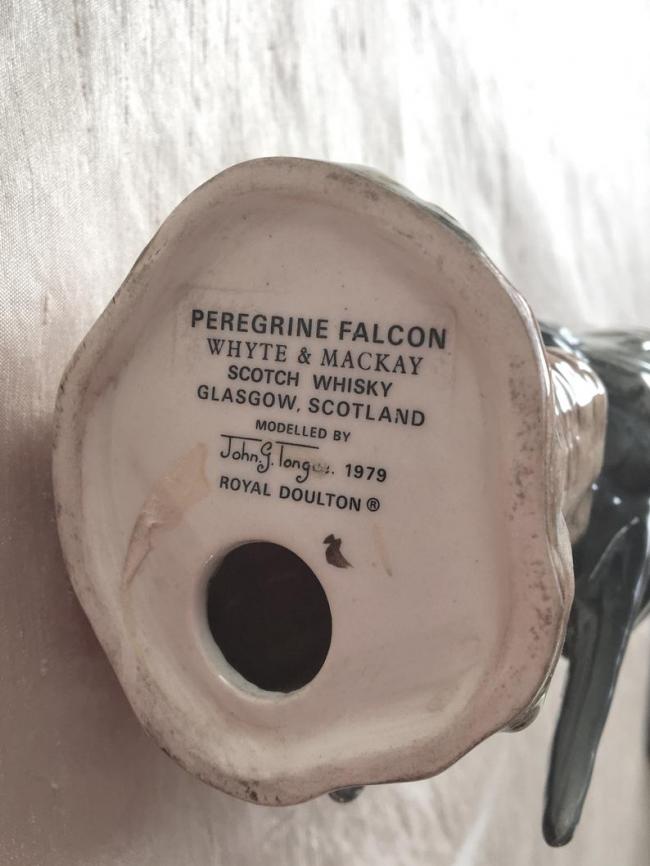 PEREGRINE FALCON
WHYTE & MACKAY
SCOTCH WHISKY
GLASGOW, SCOTLAND
MODELLED BY
John. G. 1979
ROYAL DOULTON ®